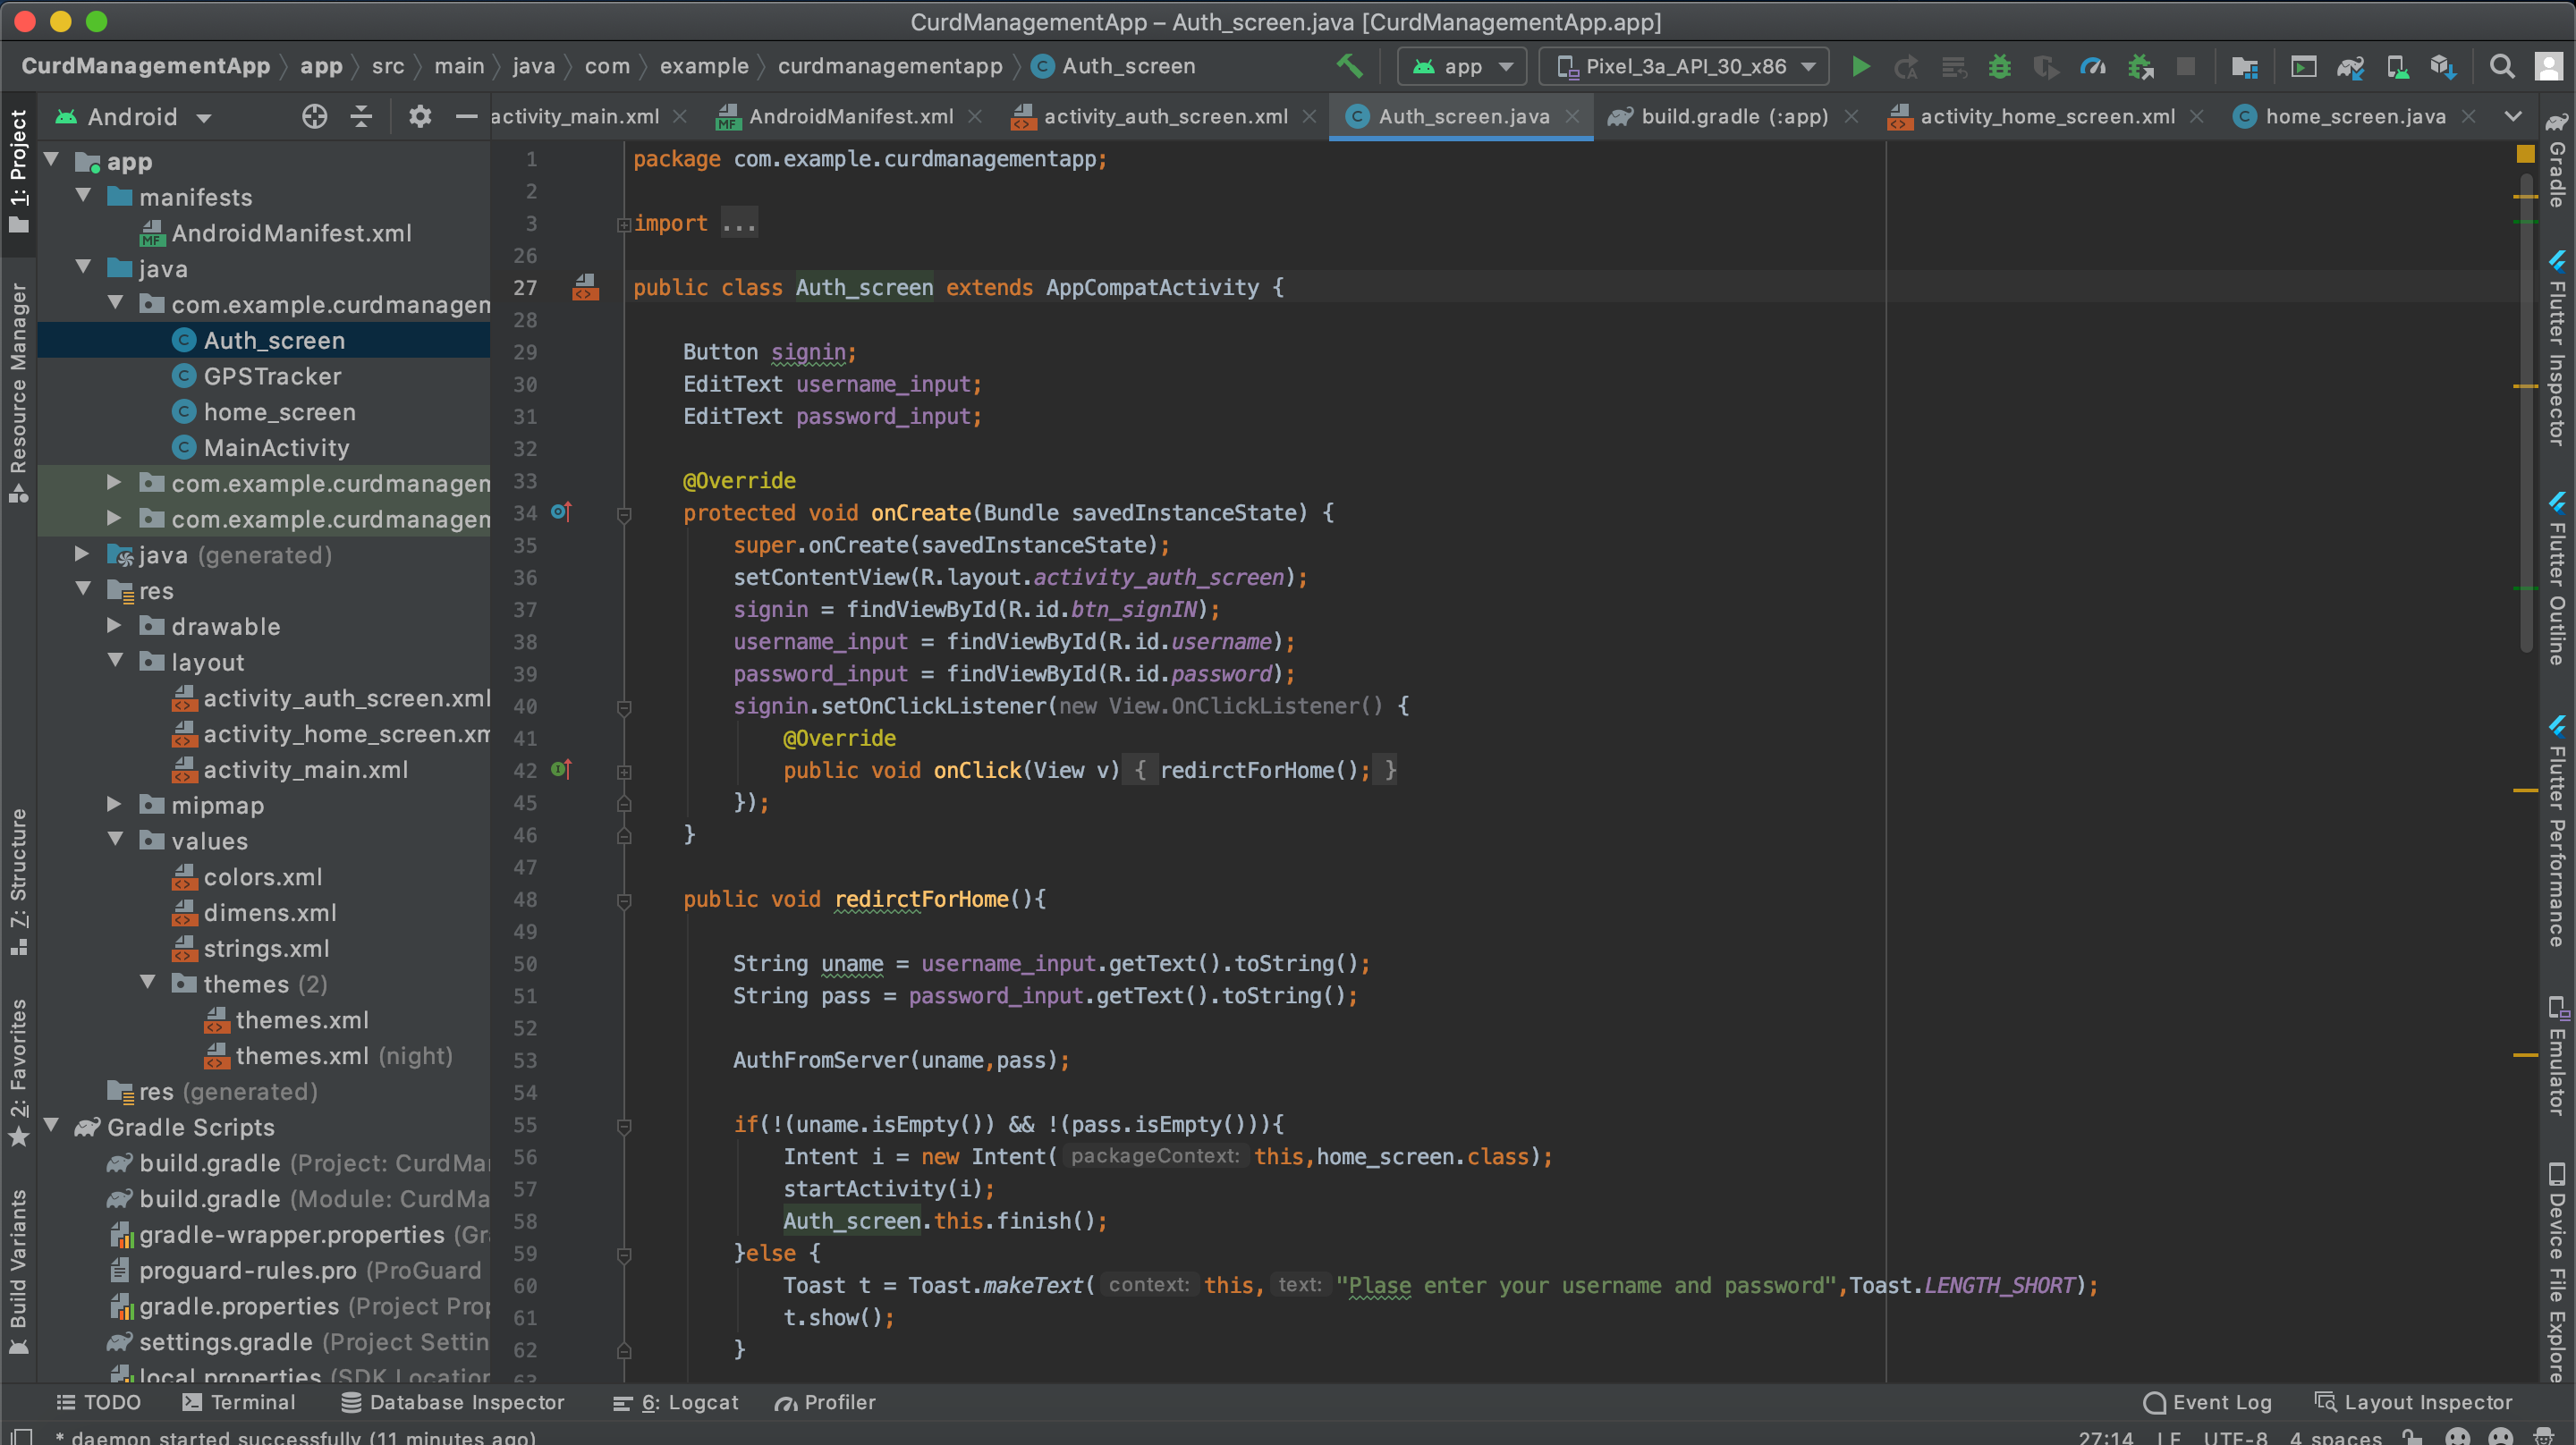 CurdManagementApp – Auth_screen.java [CurdManagementApp.app]
CurdManagementApp app src main java com example curdmanagementapp Auth_screen app Pixel_3a_API_30_x86
Android
activity_main.xml AndroidManifest.xml activity_auth_screen.xml Auth_screen.java build.gradle (:app) activity_home_screen.xml home_screen.java
1: Project
Resource Manager
Z: Structure
2: Favorites
Build Variants
app
manifests
AndroidManifest.xml
java
com.example.curdmanagem
Auth_screen
GPSTracker
home_screen
MainActivity
com.example.curdmanagem
com.example.curdmanagem
java (generated)
res
drawable
layout
activity_auth_screen.xml
activity_home_screen.xm
activity_main.xml
mipmap
values
colors.xml
dimens.xml
strings.xml
themes (2)
themes.xml
themes.xml (night)
res (generated)
Gradle Scripts
build.gradle (Project: CurdMa
build.gradle (Module: CurdMa
gradle-wrapper.properties (Gr
proguard-rules.pro (ProGuard
gradle.properties (Project Prop
settings.gradle (Project Settin
local.properties (SDK Location
1 package com.example.curdmanagementapp;
2
3 import ...
26
27 public class Auth_screen extends AppCompatActivity {
28
29 Button signin;
30 EditText username_input;
31 EditText password_input;
32
33 @Override
34 protected void onCreate(Bundle savedInstanceState) {
35 super.onCreate(savedInstanceState);
36 setContentView(R.layout.activity_auth_screen);
37 signin = findViewById(R.id.btn_signIN);
38 username_input = findViewById(R.id.username);
39 password_input = findViewById(R.id.password);
40 signin.setOnClickListener(new View.OnClickListener() {
41 @Override
42 public void onClick(View v) { redirctForHome(); }
45 });
46 }
47
48 public void redirctForHome(){
49
50 String uname = username_input.getText().toString();
51 String pass = password_input.getText().toString();
52
53 AuthFromServer(uname,pass);
54
55 if(!(uname.isEmpty()) && !(pass.isEmpty())){
56 Intent i = new Intent( packageContext: this,home_screen.class);
57 startActivity(i);
58 Auth_screen.this.finish();
59 }else {
60 Toast t = Toast.makeText( context: this, text: "Plase enter your username and password",Toast.LENGTH_SHORT);
61 t.show();
62 }
63
Gradle
Flutter Inspector
Flutter Outline
Flutter Performance
Emulator
Device File Explore
TODO Terminal Database Inspector 6: Logcat Profiler Event Log Layout Inspector
* daemon started successfully (11 minutes ago) 27:14 LF UTF-8 4 spaces